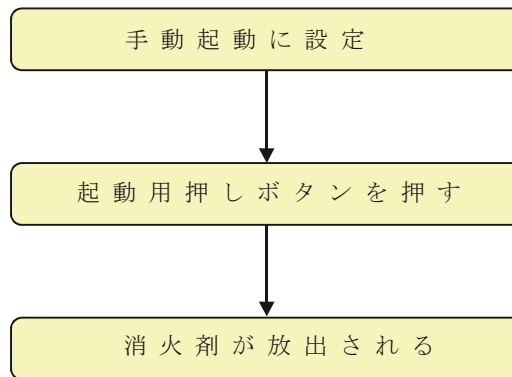 手動起動に設定
起動用押しボタンを押す
消火剤が放出される